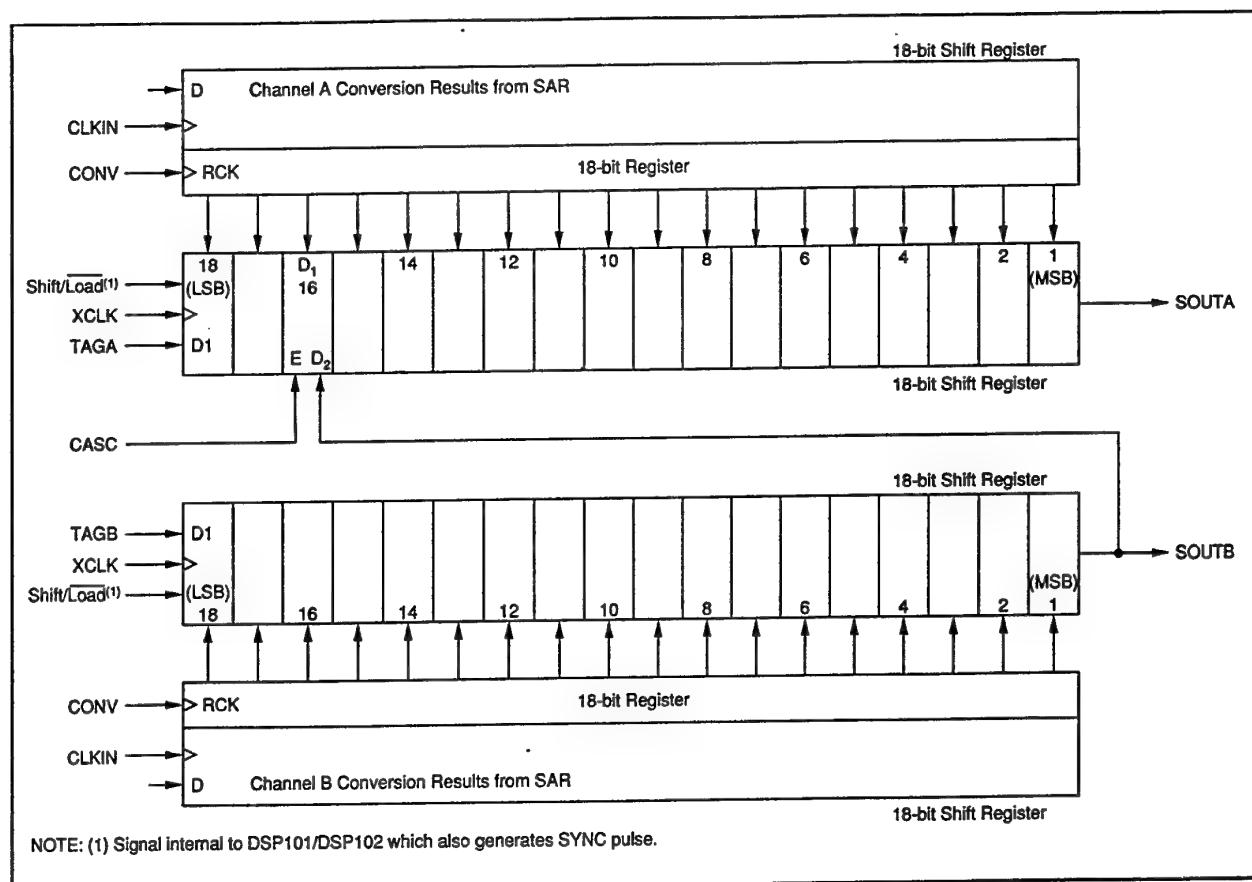 18-bit Shift Register
D Channel A Conversion Results from SAR
CLKIN
CONV RCK 18-bit Register
18 D₁ 14 12 10 8 6 4 2 1
Shift/Load(1) (LSB) 16 (MSB)
XCLK SOUTA
TAGA D1 E D₂
18-bit Shift Register
CASC
18-bit Shift Register
TAGB D1
XCLK SOUTB
Shift/Load(1) (LSB) (MSB)
18 16 14 12 10 8 6 4 2 1
CONV RCK 18-bit Register
CLKIN
D Channel B Conversion Results from SAR
18-bit Shift Register
NOTE: (1) Signal internal to DSP101/DSP102 which also generates SYNC pulse.